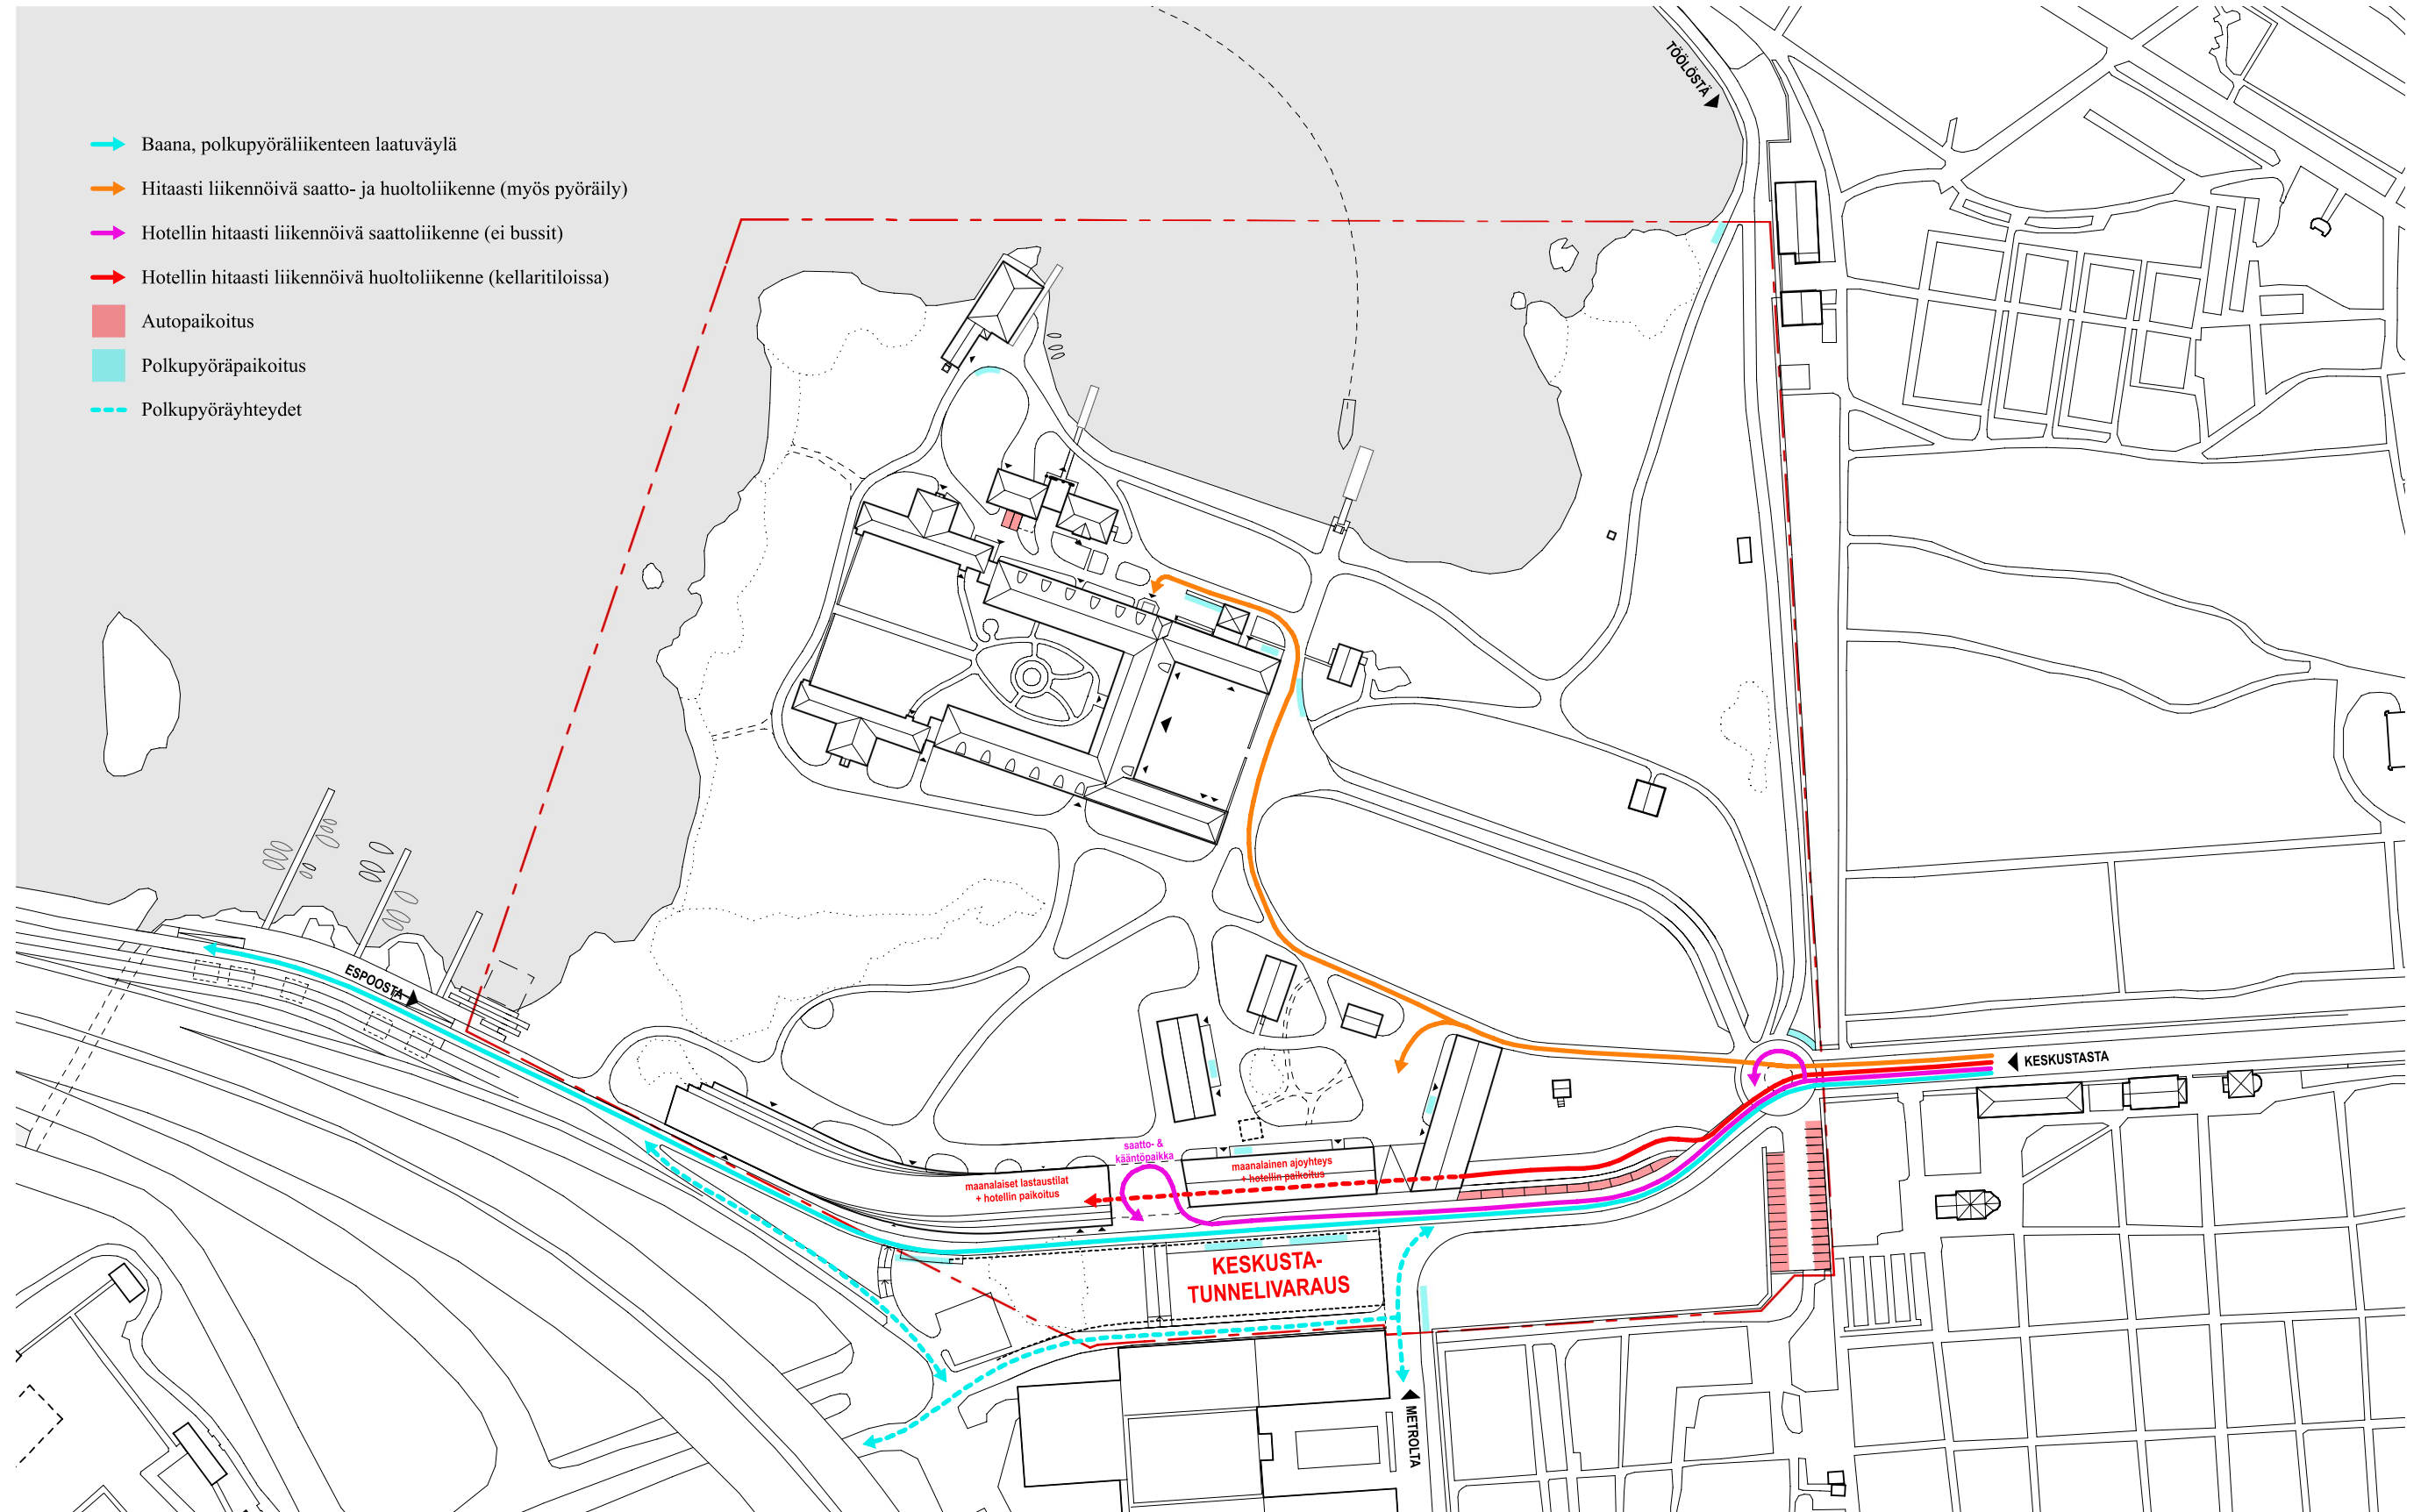 TÖÖLÖSTÄ
Baana, polkupyöräliikenteen laatuväylä
Hitaasti liikennöivä saatto- ja huoltoliikenne (myös pyöräily)
Hotellin hitaasti liikennöivä saattoliikenne (ei bussit)
Hotellin hitaasti liikennöivä huoltoliikenne (kellaritiloissa)
Autopaikoitus
Polkupyöräpaikoitus
Polkupyöräyhteydet
ESPOOSTA
KESKUSTASTA
saatto- &
kääntöpaikka
maanalaiset lastaustilat
+ hotellin paikoitus
maanalainen ajoyhteys
+ hotellin paikoitus
KESKUSTA-
TUNNELIVARAUS
METROLTA